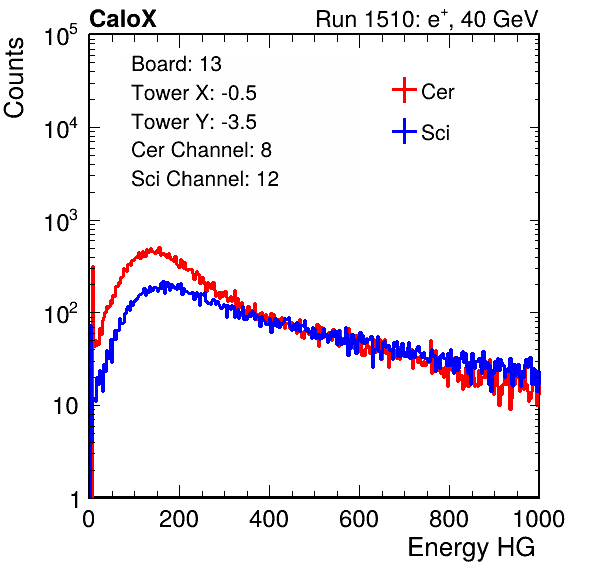 CaloX Run 1510: e⁺, 40 GeV
Counts
10⁵
10⁴
10³
10²
10
1
Board: 13
Tower X: -0.5
Tower Y: -3.5
Cer Channel: 8
Sci Channel: 12
Cer
Sci
0 200 400 600 800 1000
Energy HG